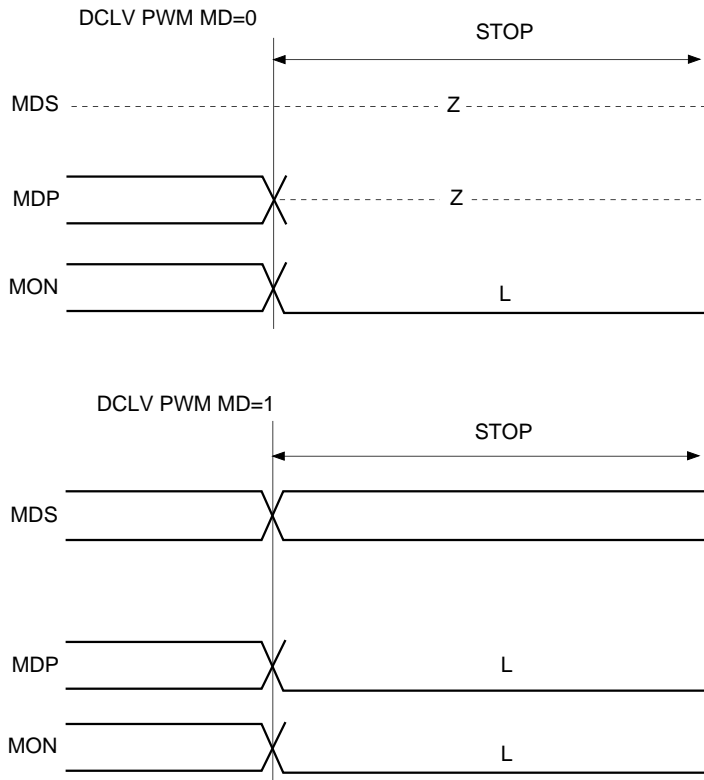 DCLV PWM MD=0
STOP
MDS Z
MDP Z
MON L
DCLV PWM MD=1
STOP
MDS
MDP L
MON L